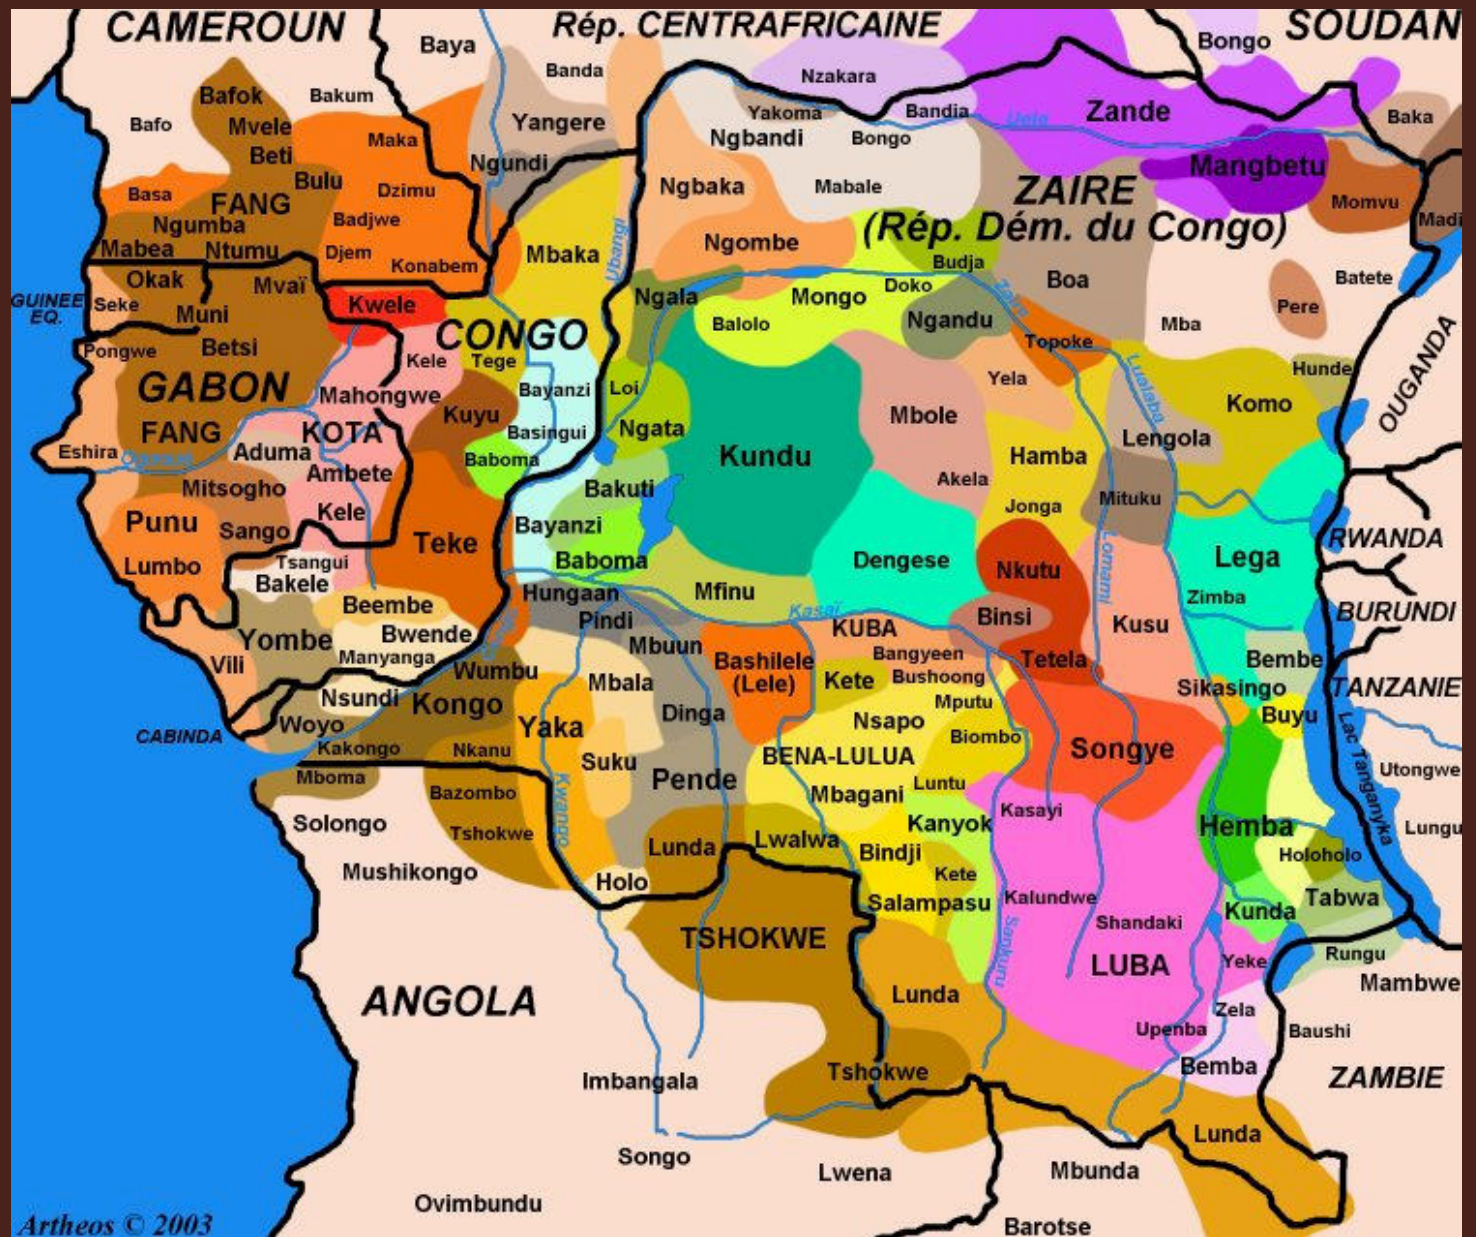 CAMEROUN
Rép. CENTRAFRICAINE
SOUDAN
Baya
Bongo
Banda
Nzakara
Bafok
Bakum
Bafo
Mvele
Yangere
Yakoma
Bandia
Zande
Baka
Uele
Maka
Ngbandi
Bongo
Beti
Ngundi
Mangbetu
Bulu
Dzimu
Ngbaka
Mabale
ZAIRE
(Rép. Dém. du Congo)
Momvu
Basa
FANG
Badjwe
Ngumba
Madi
Mabea
Ntumu
Djem
Konabem
Mbaka
Ubangi
Ngombe
Budja
Okak
Mvaï
Boa
Batete
GUINEE
EQ.
Seke
Muni
Kwele
Ngala
Mongo
Doko
Zaïre
Pere
CONGO
Balolo
Ngandu
Mba
Pongwe
Betsi
Kele
Tege
Topoke
OUGANDA
GABON
Mahongwe
Bayanzi
Loi
Yela
Lualaba
Hunde
Kuyu
Mbole
Komo
FANG
KOTA
Basingui
Ngata
Lengola
Eshira
Aduma
Baboma
Kundu
Hamba
Ambete
Akela
Mitsogho
Bakuti
Jonga
Mituku
Punu
Kele
Sango
Teke
Bayanzi
RWANDA
Lumbo
Tsangui
Bakele
Baboma
Dengese
Nkutu
Lomami
Lega
Hungaan
Mfinu
Zimba
Beembe
Pindi
Kasaï
Binsi
Kusu
BURUNDI
Yombe
Bwende
Mbuun
KUBA
Manyanga
Bangyeen
Vili
Wumbu
Bashilele
(Lele)
Bushoong
Tetela
Bembe
Nsundi
Kongo
Mbala
Kete
Sikasingo
TANZANIE
Woyo
Yaka
Dinga
Mputu
Buyu
CABINDA
Kakongo
Nkanu
Nsapo
Biombo
Songye
Lac Tanganyka
Mboma
Suku
Pende
BENA-LULUA
Utongwe
Bazombo
Kwango
Mbagani
Luntu
Solongo
Tshokwe
Kanyok
Kasayi
Hemba
Lungu
Lunda
Lwalwa
Bindji
Holoholo
Mushikongo
Holo
Kete
Salampasu
Kalundwe
Tabwa
Kunda
TSHOKWE
Shandaki
Sankuru
LUBA
Yeke
Rungu
Mambwe
ANGOLA
Lunda
Zela
Upenba
Baushi
Imbangala
Tshokwe
Bemba
ZAMBIE
Lunda
Songo
Lwena
Mbunda
Ovimbundu
Barotse
Artheos © 2003